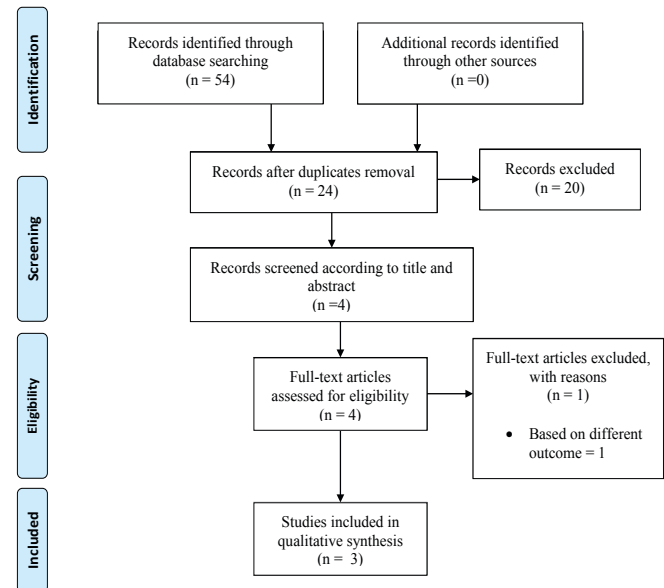 Identification
Records identified through
database searching
(n = 54)
Additional records identified
through other sources
(n =0)
Records after duplicates removal
(n = 24)
Records excluded
(n = 20)
Screening
Records screened according to title and
abstract
(n =4)
Eligibility
Full-text articles
assessed for eligibility
(n = 4)
Full-text articles excluded,
with reasons
(n = 1)
• Based on different
outcome = 1
Included
Studies included in
qualitative synthesis
(n = 3)